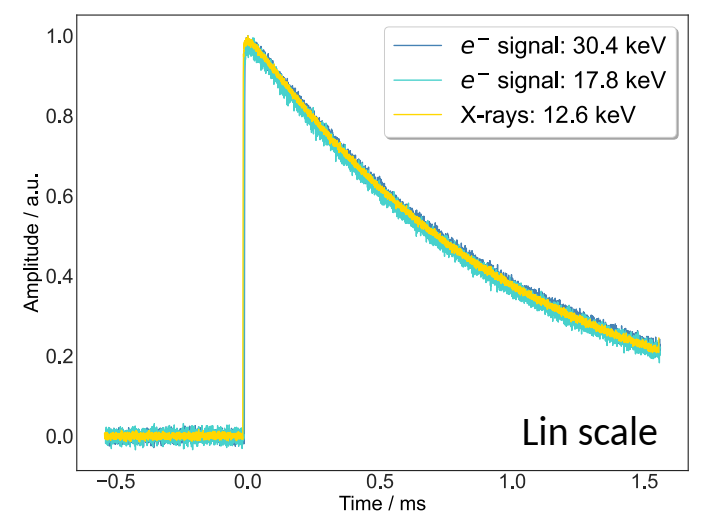 e− signal: 30.4 keV
e− signal: 17.8 keV
X-rays: 12.6 keV
1.0
0.8
0.6
0.4
0.2
0.0
Amplitude / a.u.
Lin scale
−0.5 0.0 0.5 1.0 1.5
Time / ms